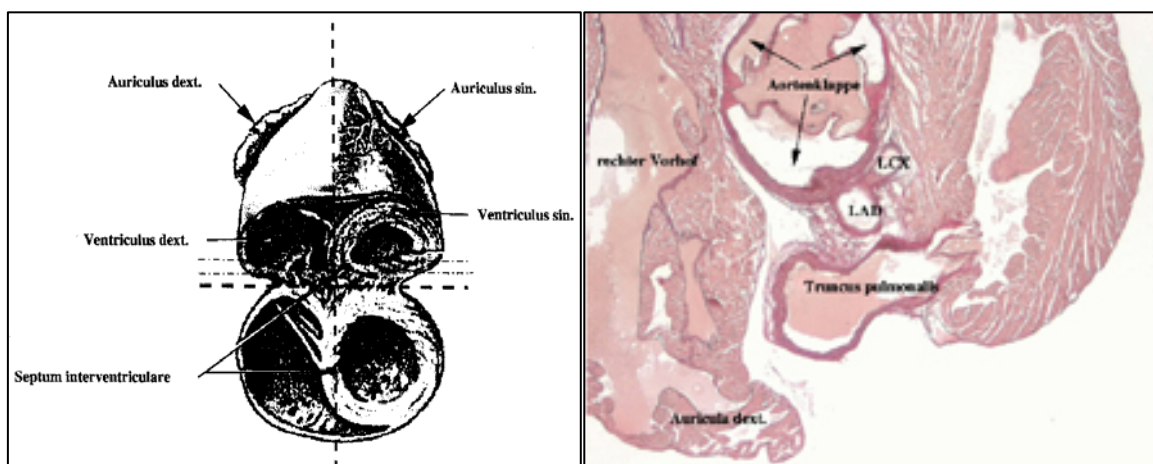 Auriculus dext.
Auriculus sin.
Ventriculus sin.
Ventriculus dext.
Septum interventriculare
Aortenklappe
rechter Vorhof
LCX
LAD
Truncus pulmonalis
Auricula dext.